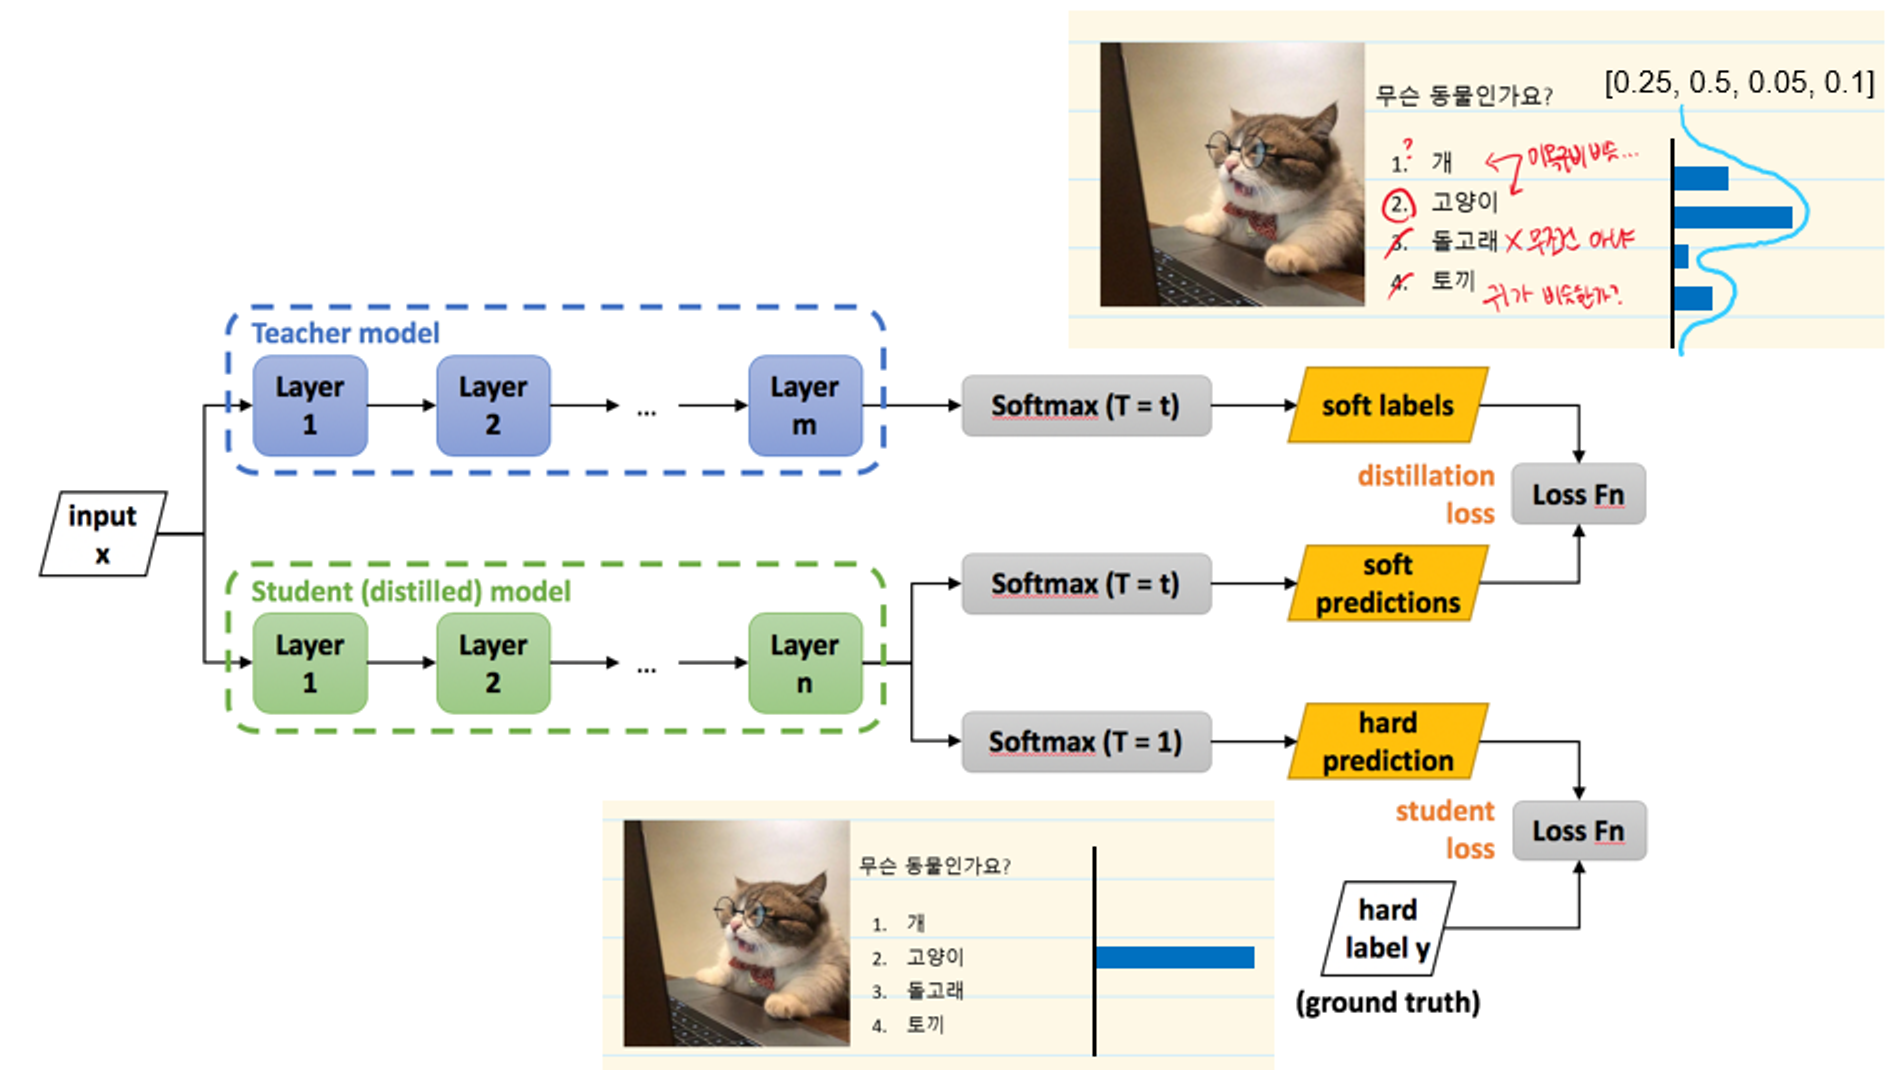 무슨 동물인가요?
[0.25, 0.5, 0.05, 0.1]
1. 개
?
이목구비 비슷...
2. 고양이
3. 돌고래 X 무조건 아냐
4. 토끼
귀가 비슷한가?
Teacher model
Layer 1
Layer 2
...
Layer m
Softmax (T = t)
soft labels
distillation
loss
Loss Fn
input
x
Student (distilled) model
Layer 1
Layer 2
...
Layer n
Softmax (T = t)
soft
predictions
Softmax (T = 1)
hard
prediction
student
loss
Loss Fn
hard
label y
(ground truth)
무슨 동물인가요?
1. 개
2. 고양이
3. 돌고래
4. 토끼